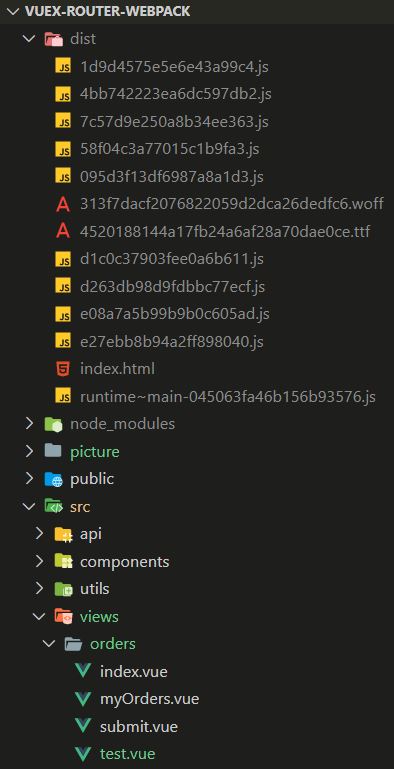 VUEX-ROUTER-WEBPACK
dist
JS 1d9d4575e5e6e43a99c4.js
JS 4bb742223ea6dc597db2.js
JS 7c57d9e250a8b34ee363.js
JS 58f04c3a77015c1b9fa3.js
JS 095d3f13df6987a8a1d3.js
A 313f7dacf2076822059d2dca26dedfc6.woff
A 4520188144a17fb24a6af28a70dae0ce.ttf
JS d1c0c37903fee0a6b611.js
JS d263db98d9fdbbc77ecf.js
JS e08a7a5b99b9b0c605ad.js
JS e27ebb8b94a2ff898040.js
index.html
JS runtime~main-045063fa46b156b93576.js
node_modules
picture
public
src
api
components
utils
views
orders
index.vue
myOrders.vue
submit.vue
test.vue